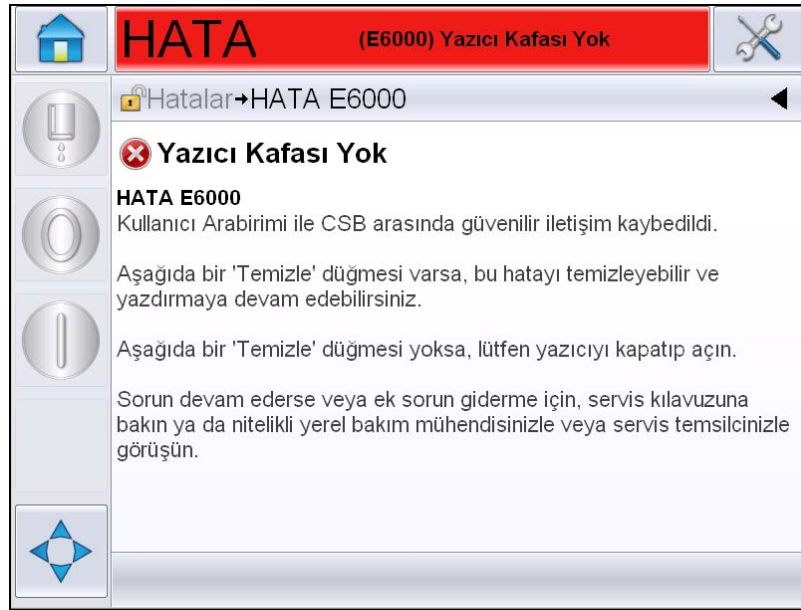 HATA (E6000) Yazıcı Kafası Yok
Hatalar→HATA E6000
Yazıcı Kafası Yok
HATA E6000
Kullanıcı Arabirimi ile CSB arasında güvenilir iletişim kaybedildi.
Aşağıda bir 'Temizle' düğmesi varsa, bu hatayı temizleyebilir ve
yazdırmaya devam edebilirsiniz.
Aşağıda bir 'Temizle' düğmesi yoksa, lütfen yazıcıyı kapatıp açın.
Sorun devam ederse veya ek sorun giderme için, servis kılavuzuna
bakın ya da nitelikli yerel bakım mühendisinizle veya servis temsilcinizle
görüşün.